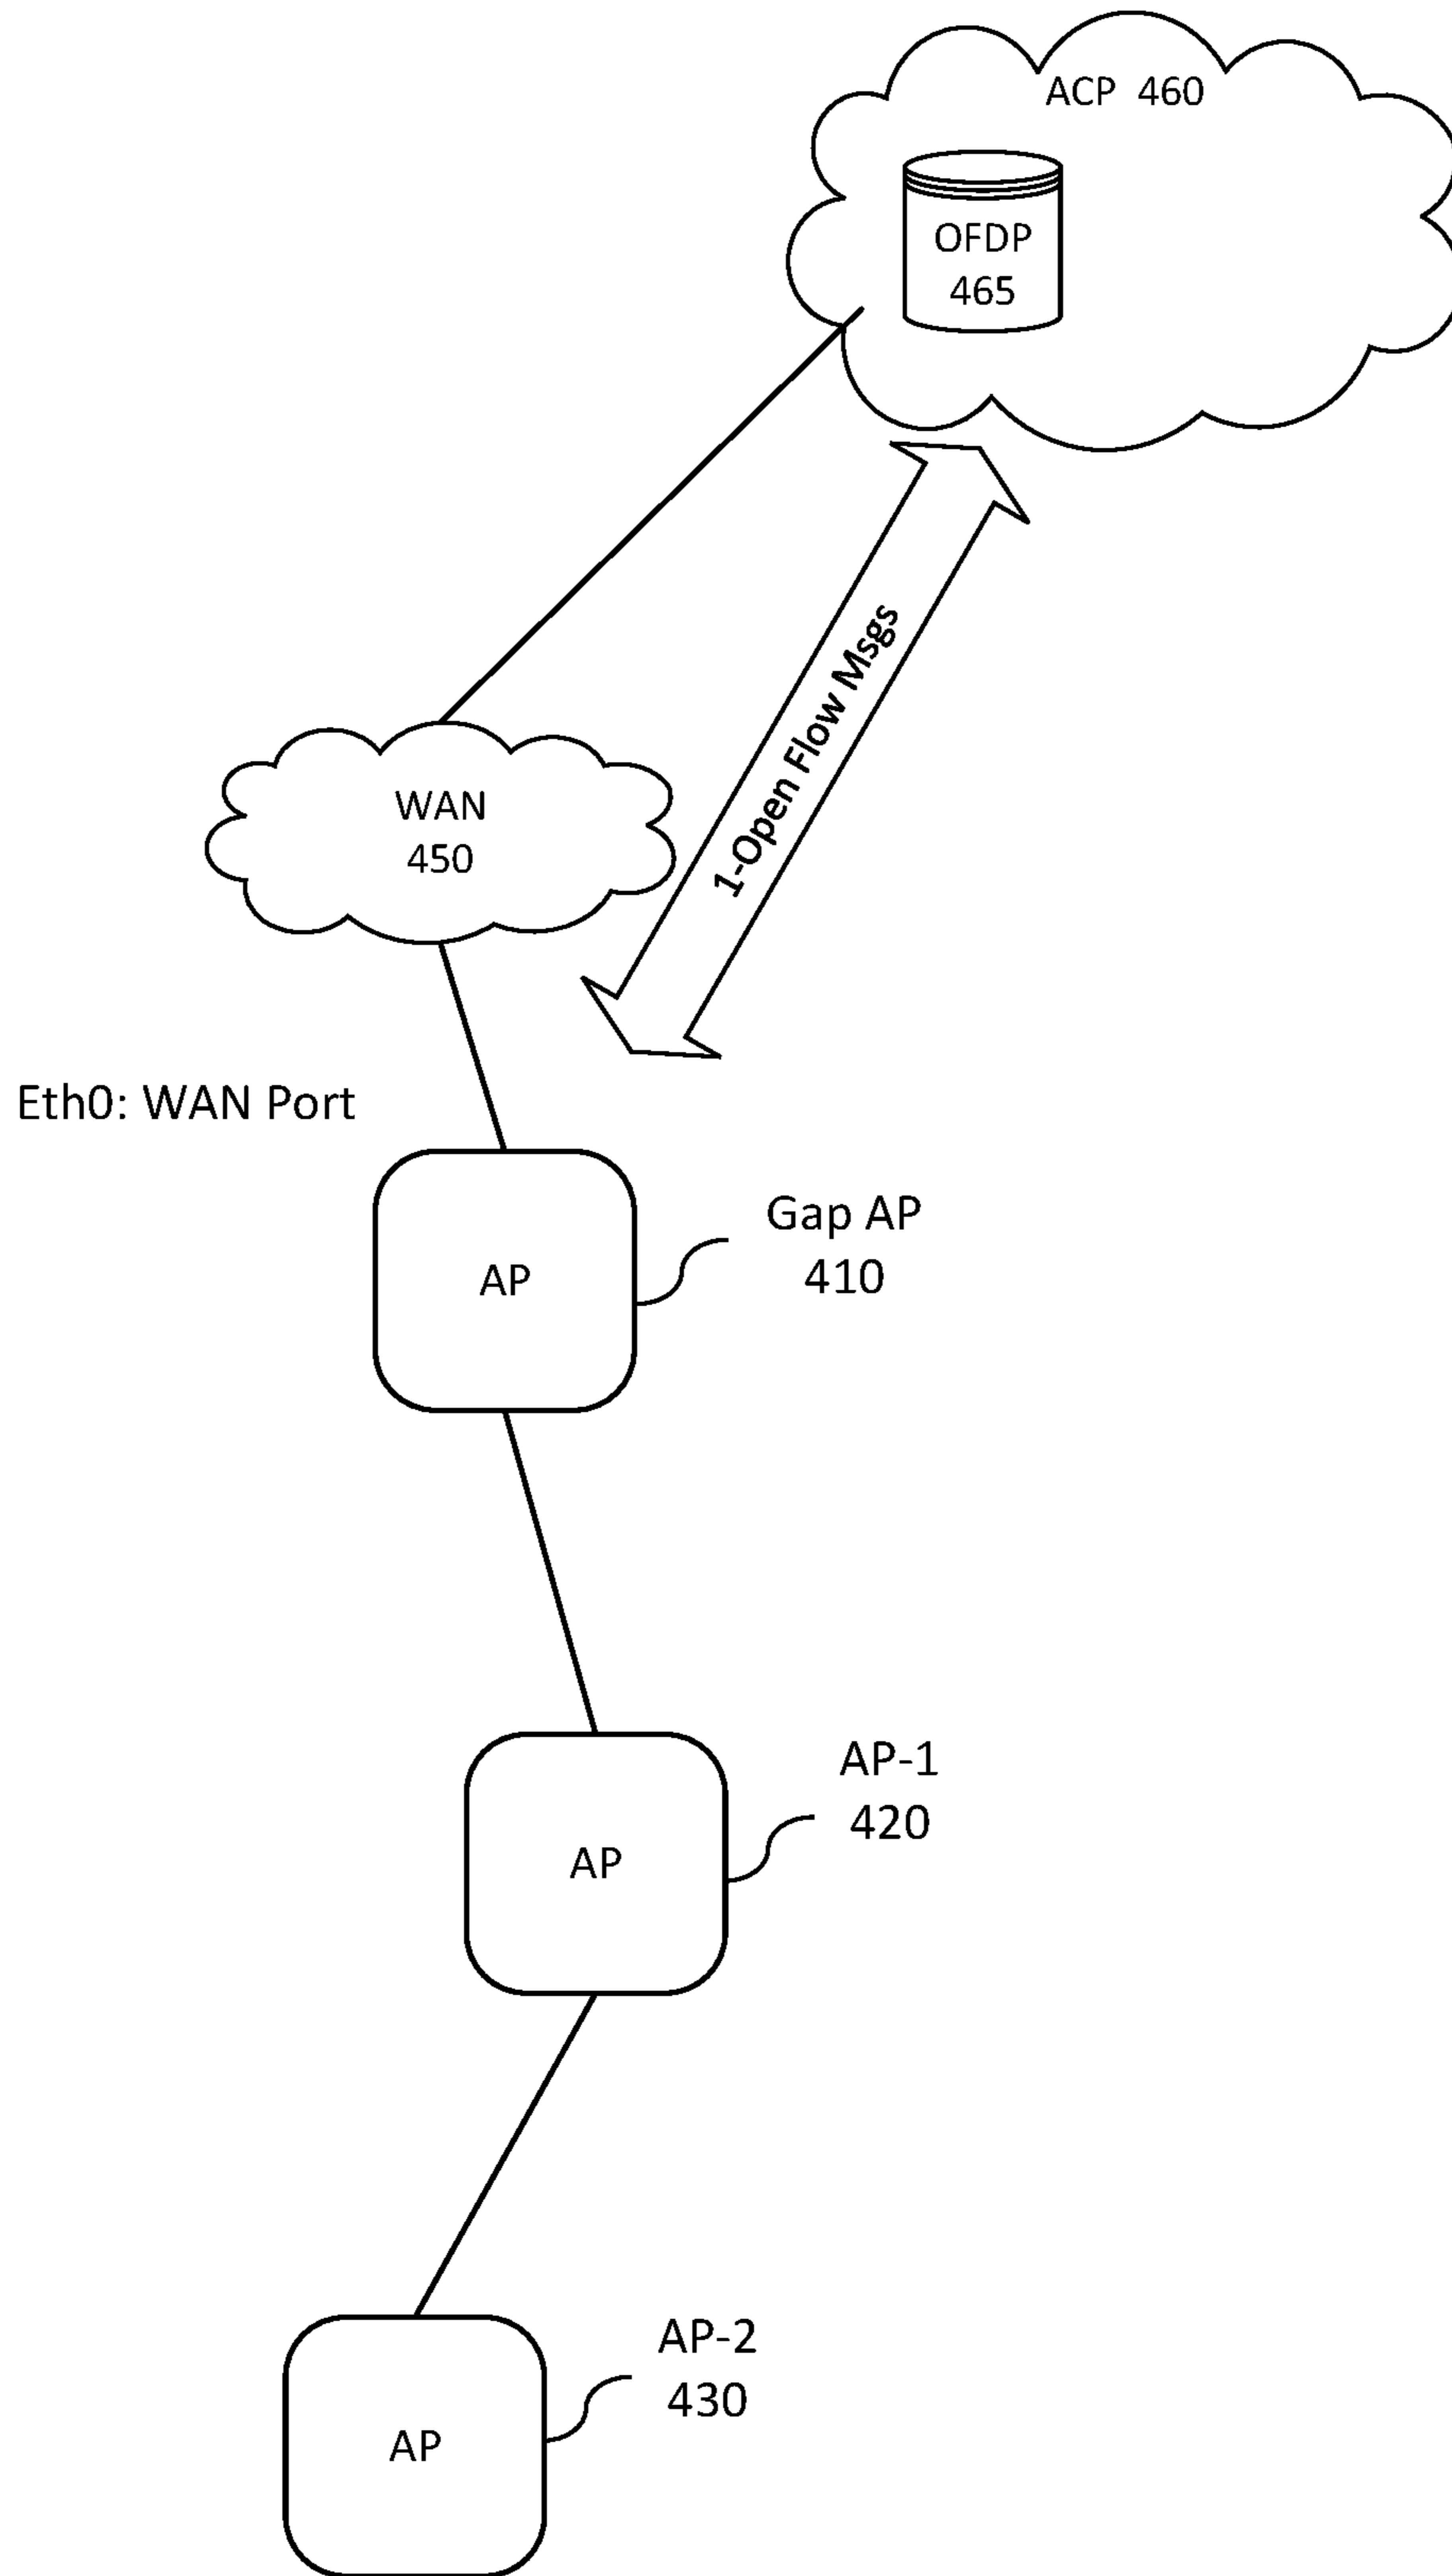 ACP 460
OFDP
465
1-Open Flow Msgs
WAN
450
Eth0: WAN Port
Gap AP
410
AP
AP-1
420
AP
AP-2
430
AP